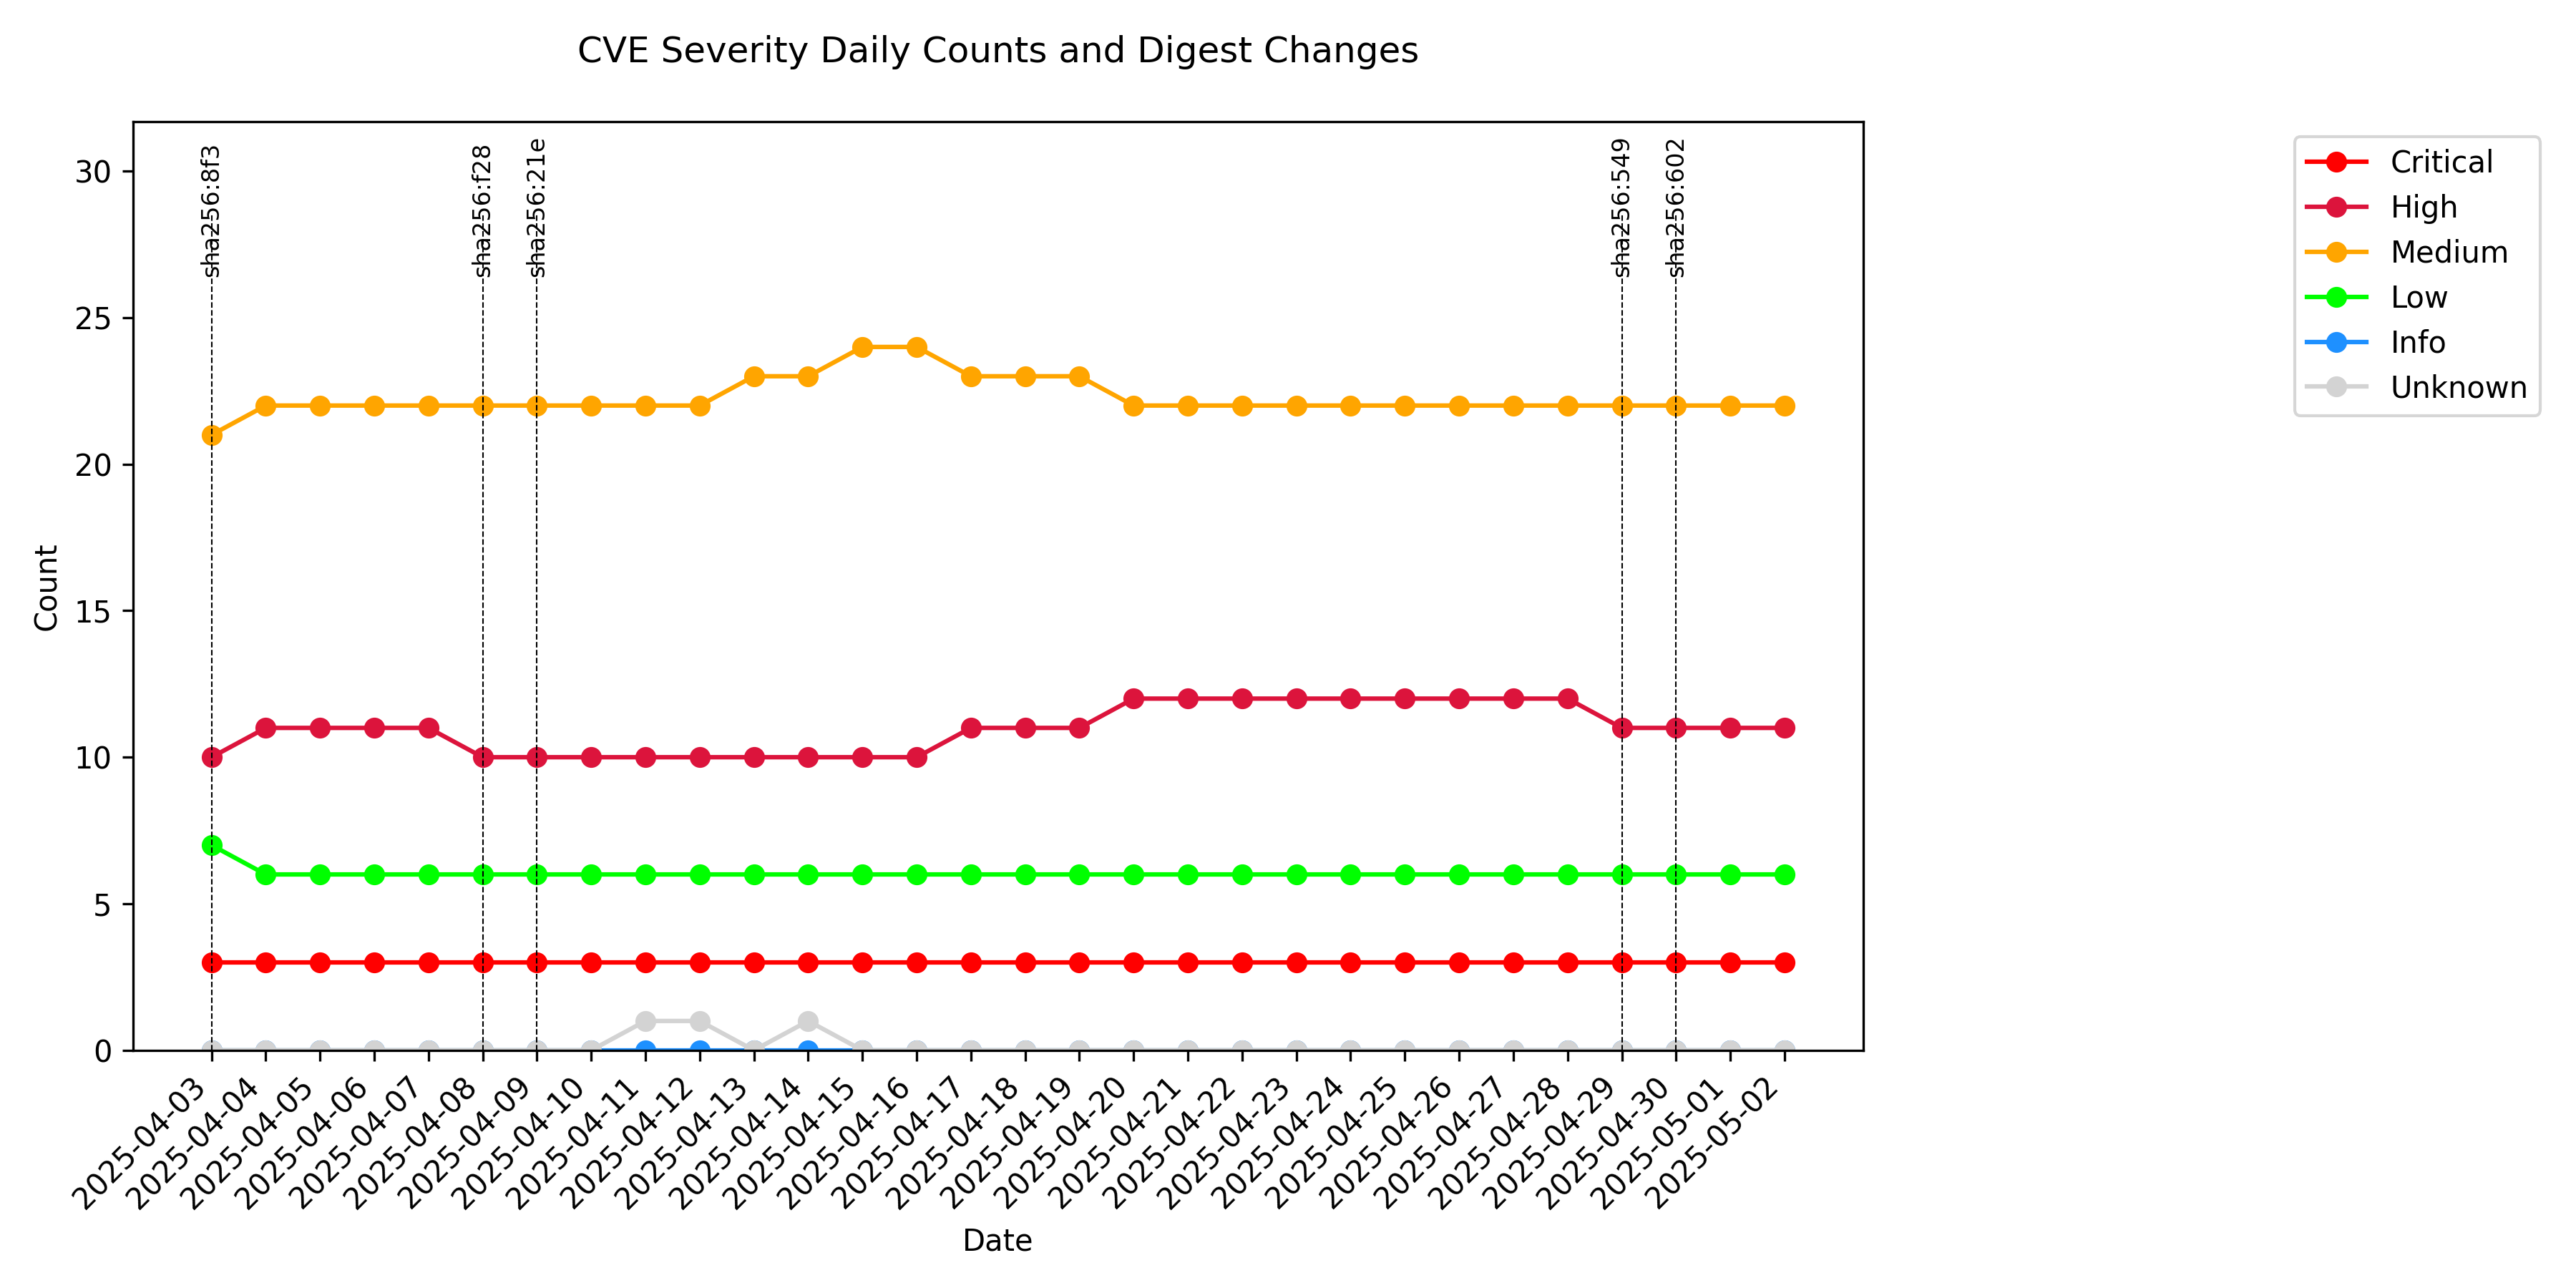 CVE Severity Daily Counts and Digest Changes
sha256:8f3
sha256:f28
sha256:21e
sha256:549
sha256:602
Critical
High
Medium
Low
Info
Unknown
30
25
20
15
10
5
0
Count
2025-04-03
2025-04-04
2025-04-05
2025-04-06
2025-04-07
2025-04-08
2025-04-09
2025-04-10
2025-04-11
2025-04-12
2025-04-13
2025-04-14
2025-04-15
2025-04-16
2025-04-17
2025-04-18
2025-04-19
2025-04-20
2025-04-21
2025-04-22
2025-04-23
2025-04-24
2025-04-25
2025-04-26
2025-04-27
2025-04-28
2025-04-29
2025-04-30
2025-05-01
2025-05-02
Date